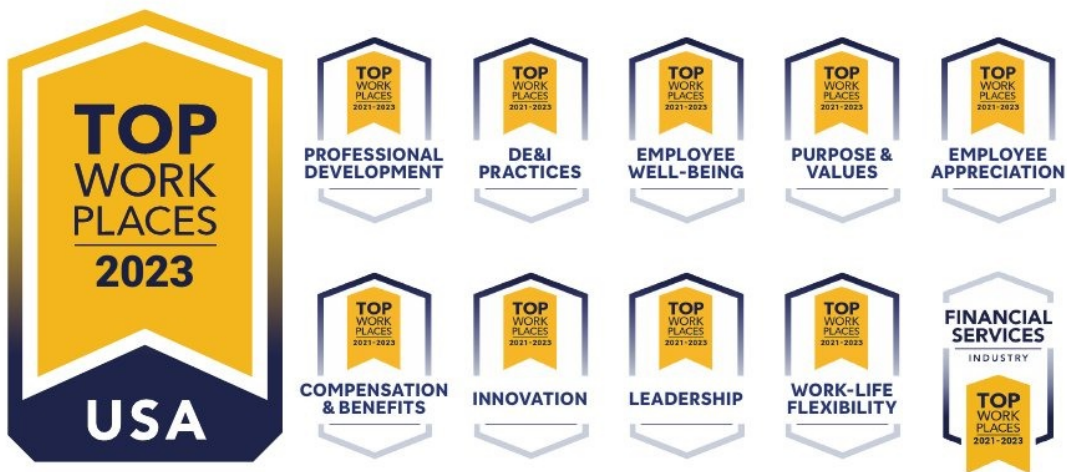 TOP
WORK
PLACES
2023
USA
TOP
WORK
PLACES
2021-2023
PROFESSIONAL
DEVELOPMENT
TOP
WORK
PLACES
2021-2023
DE&I
PRACTICES
TOP
WORK
PLACES
2021-2023
EMPLOYEE
WELL-BEING
TOP
WORK
PLACES
2021-2023
PURPOSE &
VALUES
TOP
WORK
PLACES
2021-2023
EMPLOYEE
APPRECIATION
TOP
WORK
PLACES
2021-2023
COMPENSATION
& BENEFITS
TOP
WORK
PLACES
2021-2023
INNOVATION
TOP
WORK
PLACES
2021-2023
LEADERSHIP
TOP
WORK
PLACES
2021-2023
WORK-LIFE
FLEXIBILITY
FINANCIAL
SERVICES
INDUSTRY
TOP
WORK
PLACES
2021-2023